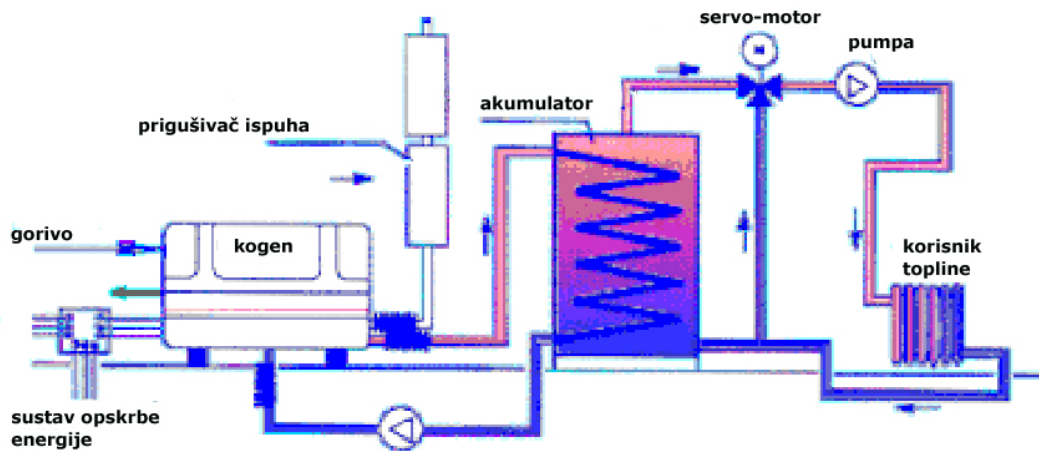 servo-motor
pumpa
akumulator
prigušivač ispuha
gorivo
kogen
korisnik
topline
sustav opskrbe
energije